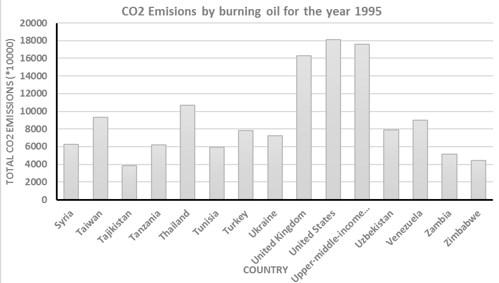 CO2 Emisions by burning oil for the year 1995
TOTAL CO2 EMISSIONS (*10000)
20000
18000
16000
14000
12000
10000
8000
6000
4000
2000
0
Syria
Taiwan
Tajikistan
Tanzania
Thailand
Tunisia
Turkey
Ukraine
United Kingdom
United States
Upper-middle-income...
Uzbekistan
Venezuela
Zambia
Zimbabwe
COUNTRY